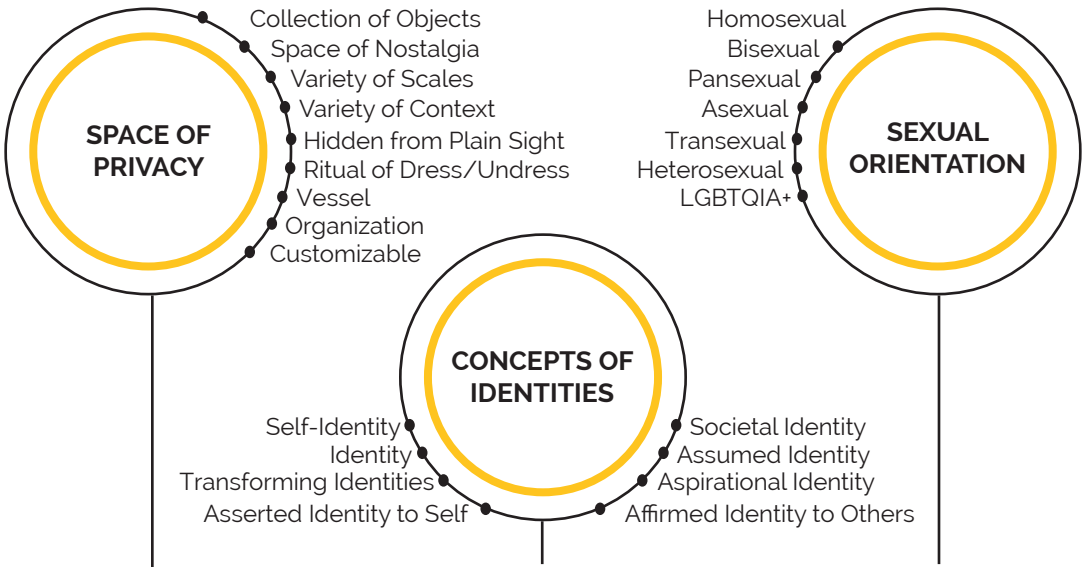 SPACE OF
PRIVACY
Collection of Objects
Space of Nostalgia
Variety of Scales
Variety of Context
Hidden from Plain Sight
Ritual of Dress/Undress
Vessel
Organization
Customizable
Homosexual
Bisexual
Pansexual
Asexual
Transexual
Heterosexual
LGBTQIA+
SEXUAL
ORIENTATION
CONCEPTS OF
IDENTITIES
Self-Identity
Identity
Transforming Identities
Asserted Identity to Self
Societal Identity
Assumed Identity
Aspirational Identity
Affirmed Identity to Others